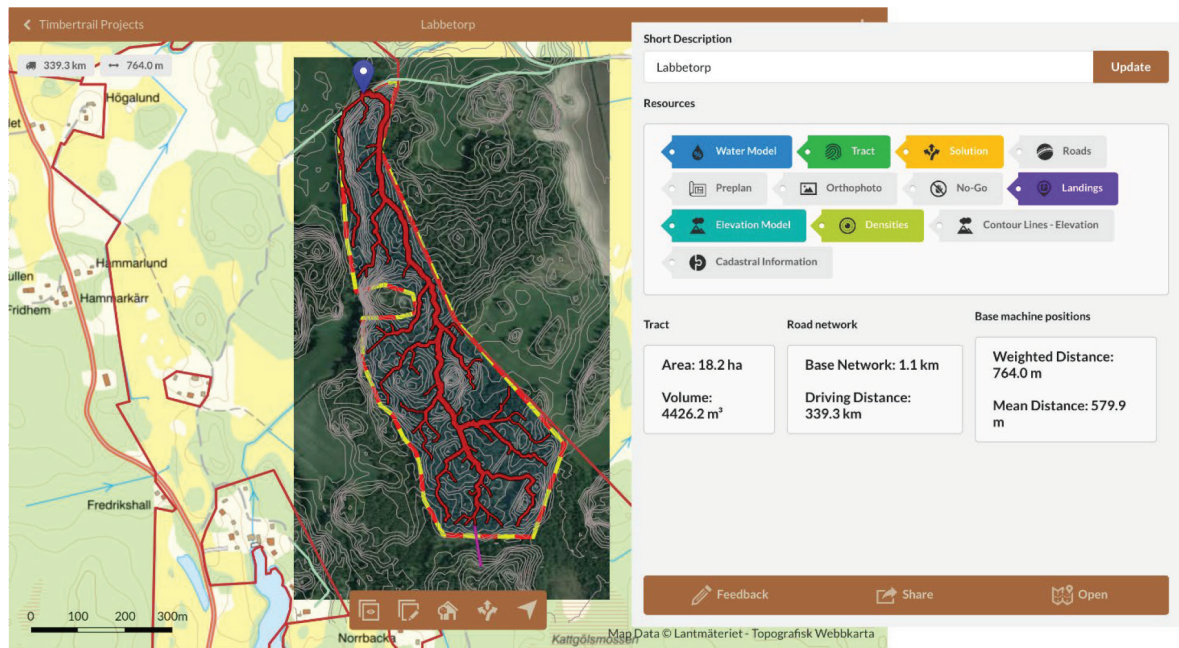 Timbertrail Projects
Labbetorp
339.3 km
764.0 m
Högalund
let
Hammarlund
ullen
Hammarkärr
Fridhem
Fredrikshall
0 100 200 300m
Norrbacka
Kattgölsmossen
Map Data © Lantmäteriet - Topografisk Webbkarta
Short Description
Labbetorp
Update
Resources
Water Model
Tract
Solution
Roads
Preplan
Orthophoto
No-Go
Landings
Elevation Model
Densities
Contour Lines - Elevation
Cadastral Information
Tract
Area: 18.2 ha
Volume:
4426.2 m³
Road network
Base Network: 1.1 km
Driving Distance:
339.3 km
Base machine positions
Weighted Distance:
764.0 m
Mean Distance: 579.9
m
Feedback
Share
Open